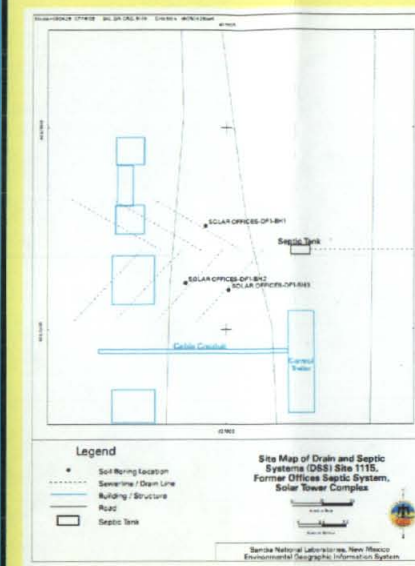 SOLAR OFFICES-DF1-BH1
Septic Tank
SOLAR OFFICES-DF1-BH2
SOLAR OFFICES-DF1-BH3
Control
Trailer
Legend
Soil Boring Location
Sewerline / Drain Line
Building / Structure
Road
Septic Tank
Site Map of Drain and Septic
Systems (DSS) Site 1115,
Former Offices Septic System,
Solar Tower Complex
Sandia National Laboratories, New Mexico
Environmental Geographic Information System